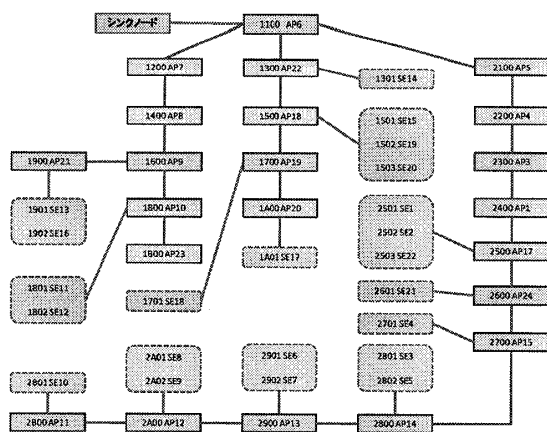 シンクノード
1100 AP6
1200 AP7
1300 AP22
2100 AP5
1301 SE14
1400 AP8
1500 AP18
1501 SE15
1502 SE19
1503 SE20
2200 AP4
1900 AP21
1600 AP9
1700 AP19
2300 AP3
1901 SE13
1902 SE16
1800 AP10
1A00 AP20
2501 SE1
2502 SE2
2503 SE22
2400 AP1
1B00 AP23
1A01 SE17
2500 AP17
1801 SE11
1802 SE12
1701 SE18
2601 SE21
2600 AP24
2701 SE4
2700 AP15
2B01 SE10
2A01 SE8
2A02 SE9
2901 SE6
2902 SE7
2801 SE3
2802 SE5
2B00 AP11
2A00 AP12
2900 AP13
2800 AP14